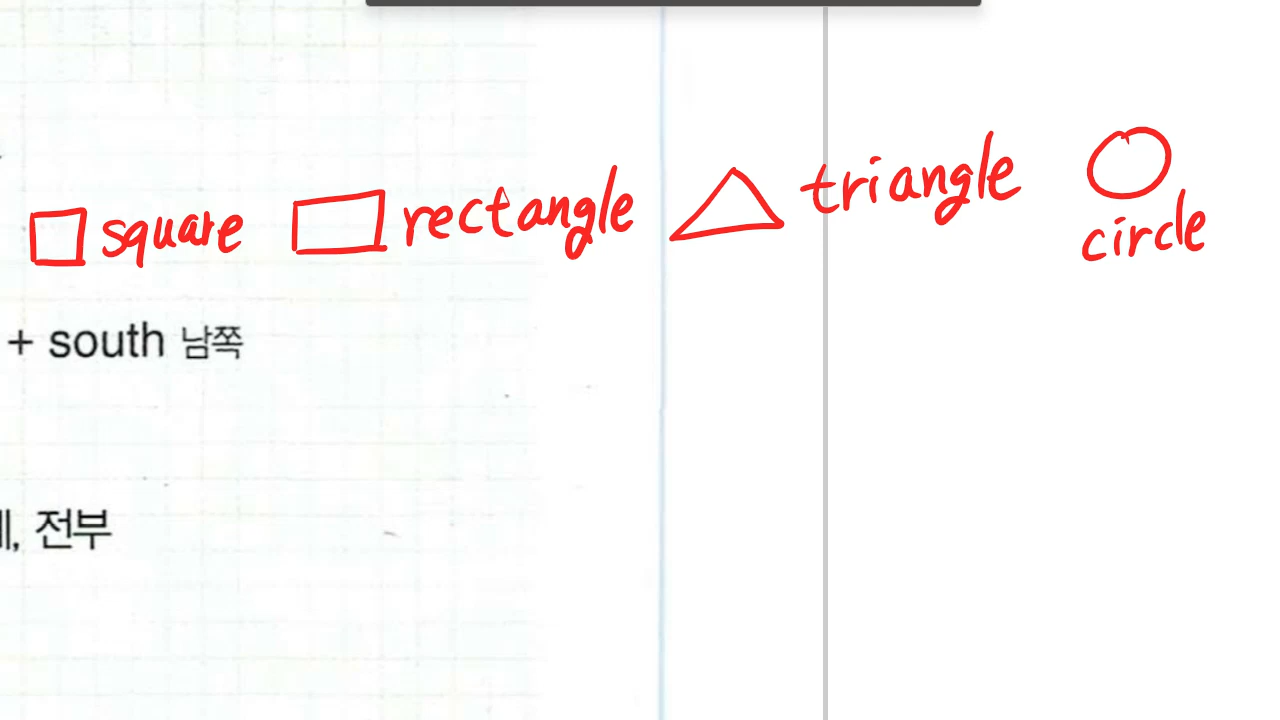 square rectangle triangle circle
+ south 남쪽
, 전부